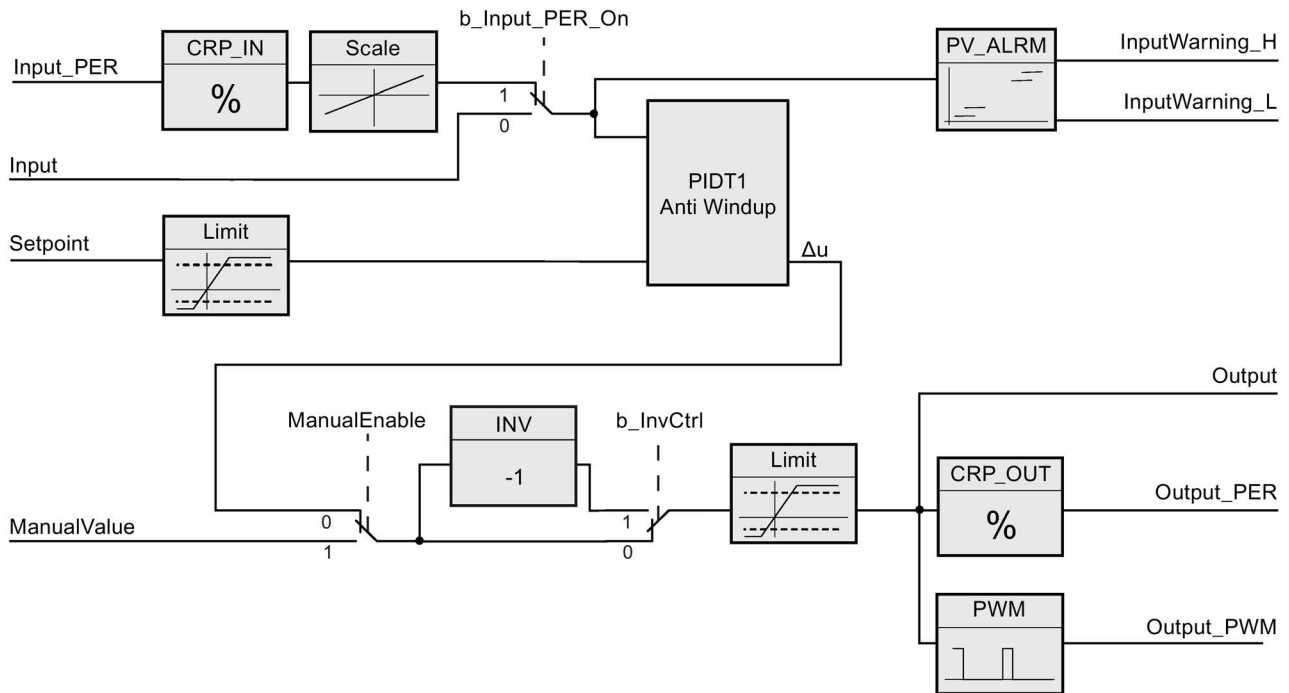 b_Input_PER_On
CRP_IN
Scale
PV_ALRM
InputWarning_H
Input_PER
%
1
0
InputWarning_L
Input
PIDT1
Anti Windup
Setpoint
Limit
Δu
Output
ManualEnable
INV
b_InvCtrl
-1
Limit
CRP_OUT
Output_PER
0
1
%
ManualValue
1
0
PWM
Output_PWM